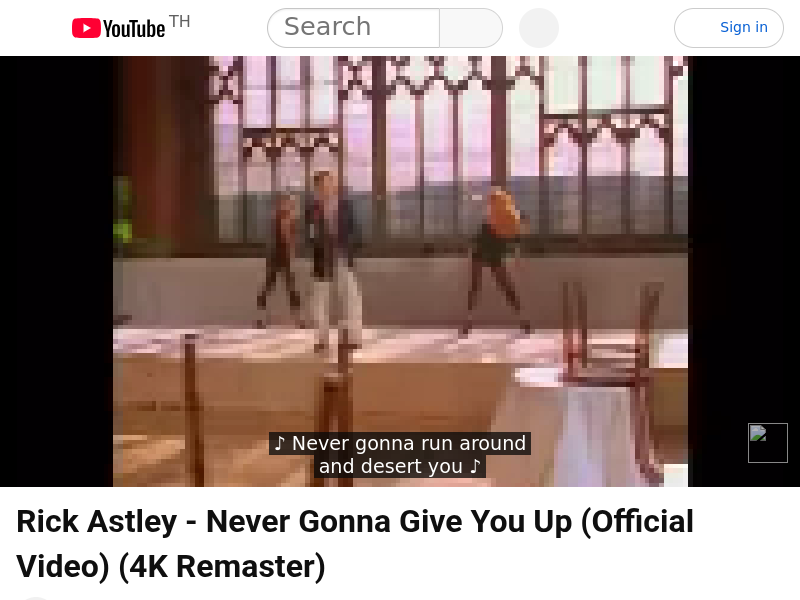 YouTube TH
Search
Sign in
♪ Never gonna run around
and desert you ♪
Rick Astley - Never Gonna Give You Up (Official
Video) (4K Remaster)